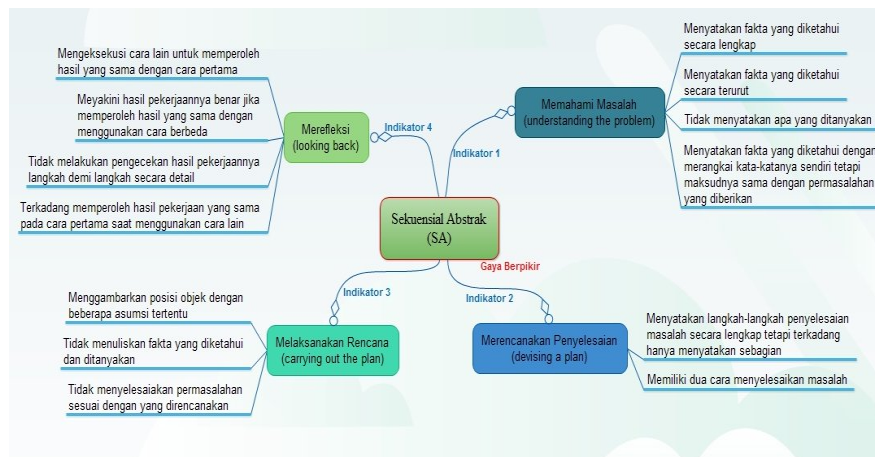 Sekuensial Abstrak
(SA)
Gaya Berpikir
Indikator 1
Memahami Masalah
(understanding the problem)
Menyatakan fakta yang diketahui
secara lengkap
Menyatakan fakta yang diketahui
secara terurut
Tidak menyatakan apa yang ditanyakan
Menyatakan fakta yang diketahui dengan
merangkai kata-katanya sendiri tetapi
maksudnya sama dengan permasalahan
yang diberikan
Indikator 2
Merencanakan Penyelesaian
(devising a plan)
Menyatakan langkah-langkah penyelesaian
masalah secara lengkap tetapi terkadang
hanya menyatakan sebagian
Memiliki dua cara menyelesaikan masalah
Indikator 3
Melaksanakan Rencana
(carrying out the plan)
Menggambarkan posisi objek dengan
beberapa asumsi tertentu
Tidak menuliskan fakta yang diketahui
dan ditanyakan
Tidak menyelesaiakan permasalahan
sesuai dengan yang direncanakan
Indikator 4
Merefleksi
(looking back)
Mengeksekusi cara lain untuk memperoleh
hasil yang sama dengan cara pertama
Meyakini hasil pekerjaannya benar jika
memperoleh hasil yang sama dengan
menggunakan cara berbeda
Tidak melakukan pengecekan hasil pekerjaannya
langkah demi langkah secara detail
Terkadang memperoleh hasil pekerjaan yang sama
pada cara pertama saat menggunakan cara lain